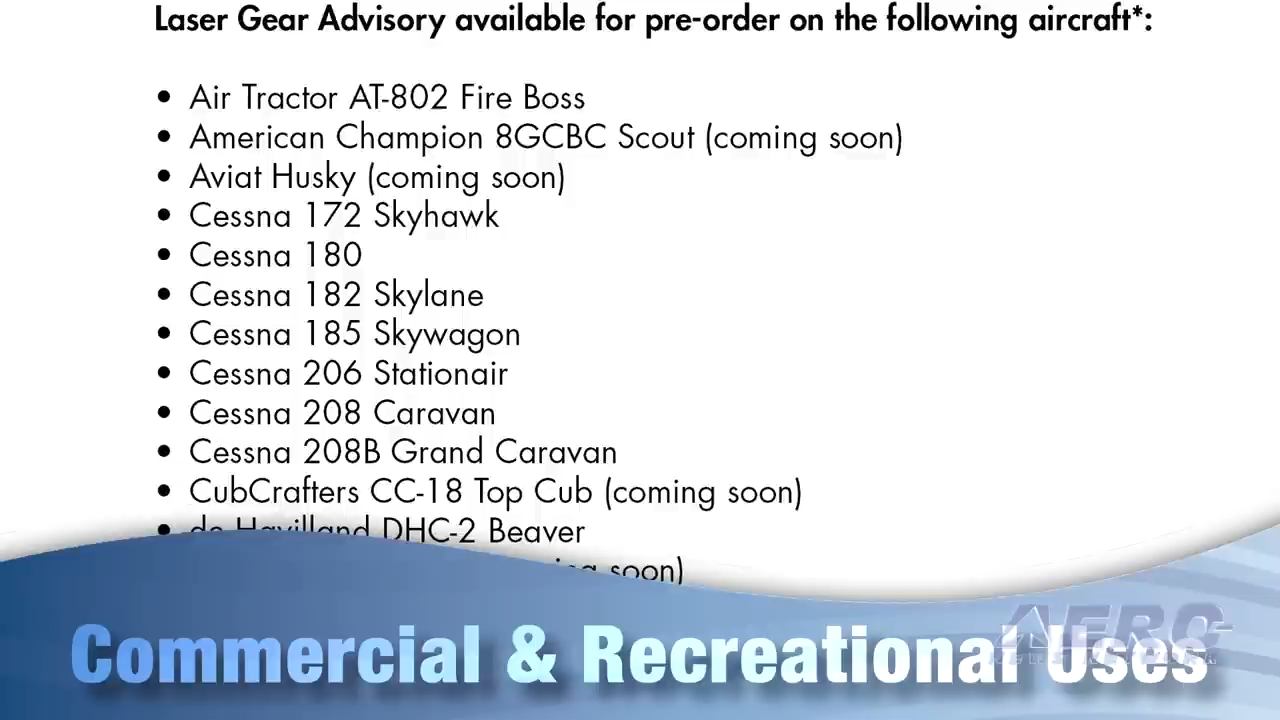 Laser Gear Advisory available for pre-order on the following aircraft*:
• Air Tractor AT-802 Fire Boss
• American Champion 8GCBC Scout (coming soon)
• Aviat Husky (coming soon)
• Cessna 172 Skyhawk
• Cessna 180
• Cessna 182 Skylane
• Cessna 185 Skywagon
• Cessna 206 Stationair
• Cessna 208 Caravan
• Cessna 208B Grand Caravan
• CubCrafters CC-18 Top Cub (coming soon)
• de Havilland DHC-2 Beaver
soon)
Commercial & Recreational Uses
AERO